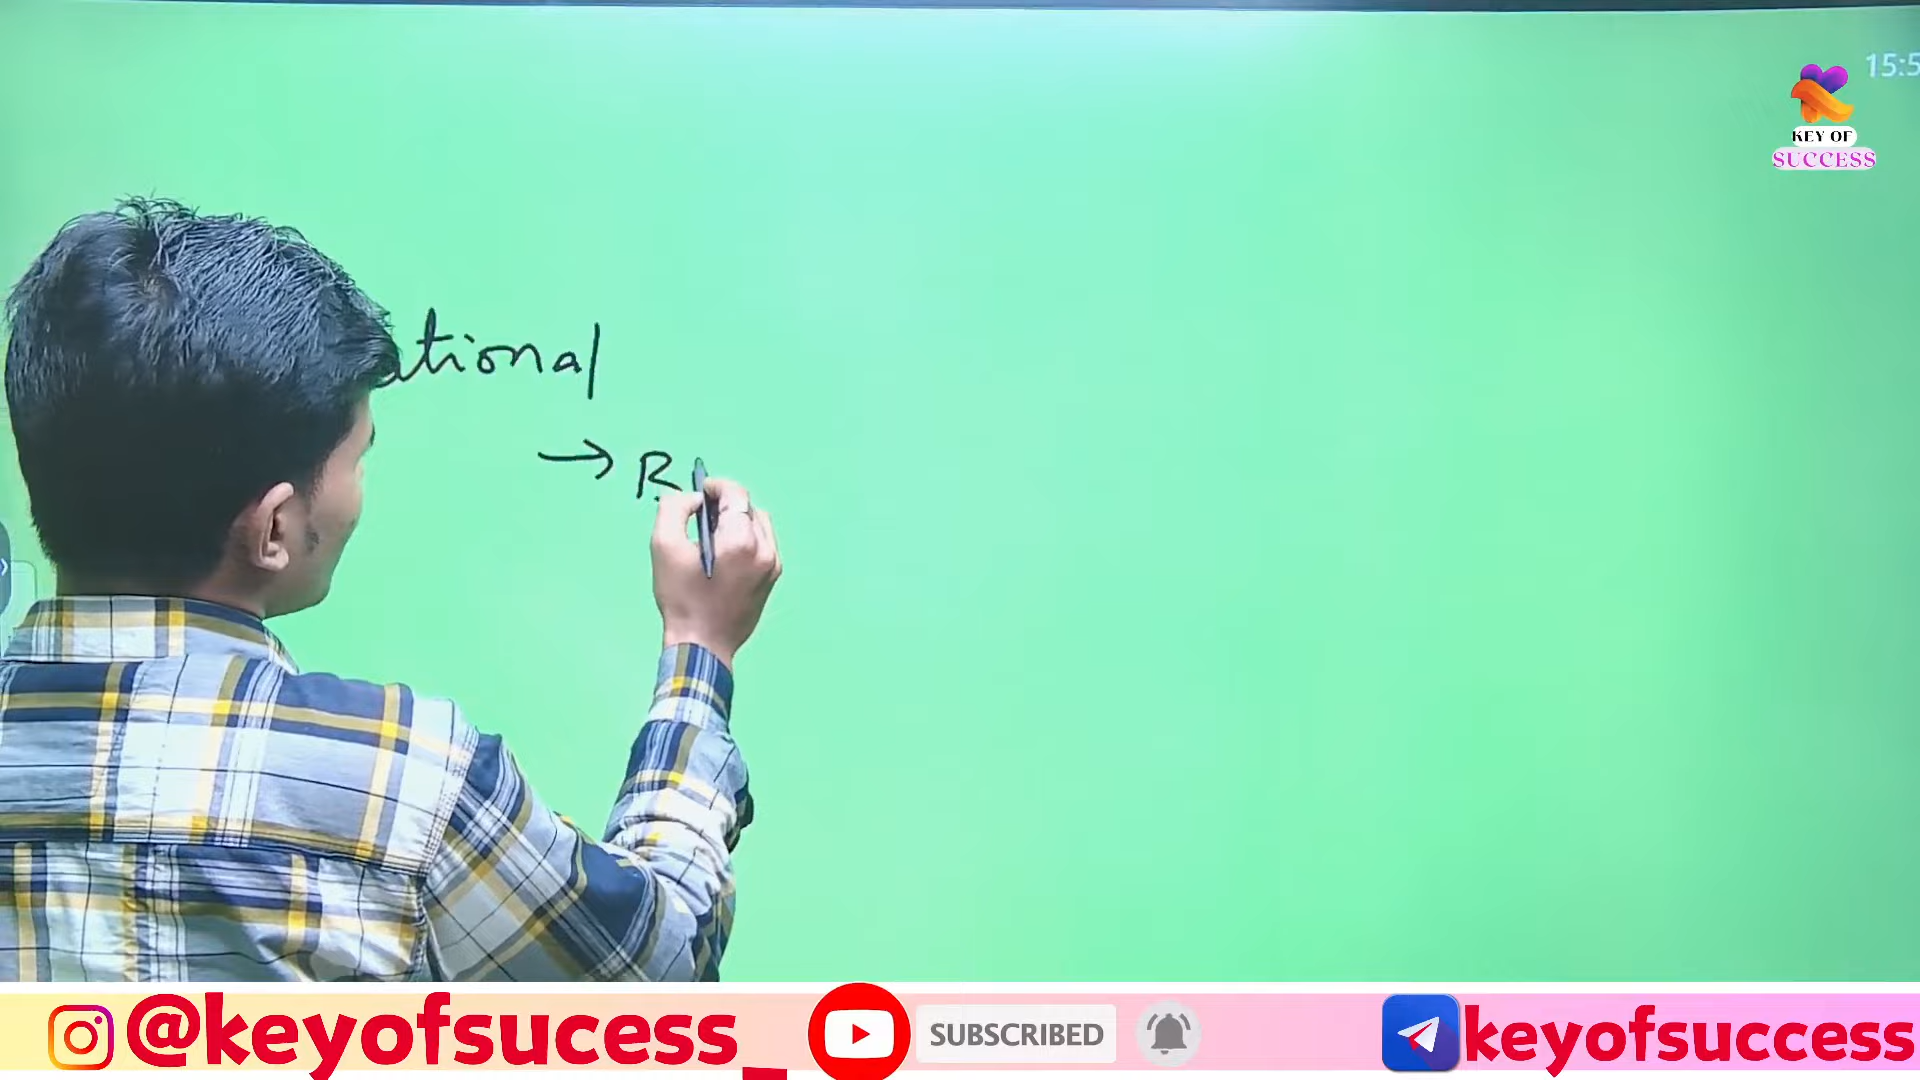 15:5
KEY OF
SUCCESS
ational
→ R
@keyofsucess_
SUBSCRIBED
keyofsuccess